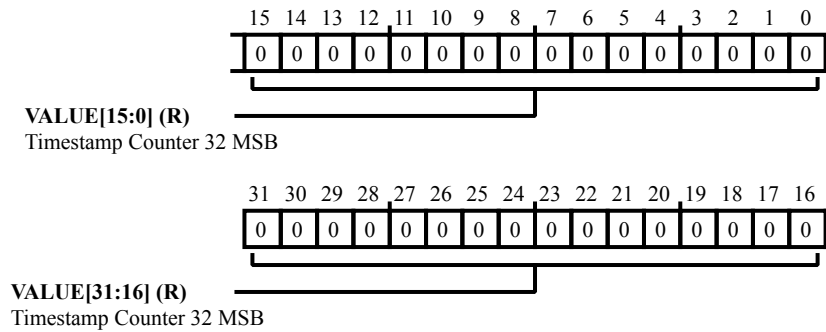 15 14 13 12 11 10 9 8 7 6 5 4 3 2 1 0
0 0 0 0 0 0 0 0 0 0 0 0 0 0 0 0
VALUE[15:0] (R)
Timestamp Counter 32 MSB
31 30 29 28 27 26 25 24 23 22 21 20 19 18 17 16
0 0 0 0 0 0 0 0 0 0 0 0 0 0 0 0
VALUE[31:16] (R)
Timestamp Counter 32 MSB